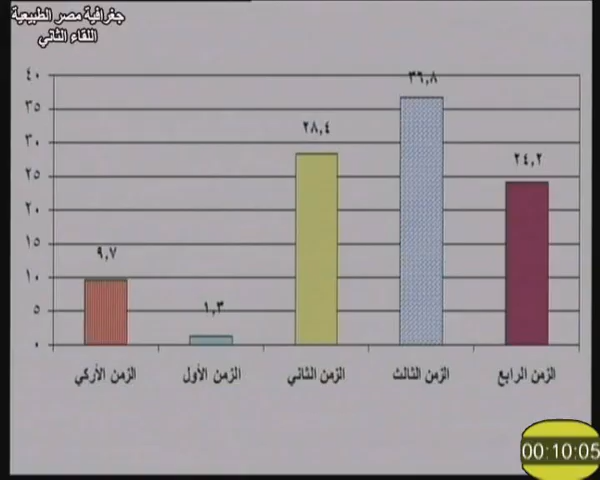 جغرافية مصر الطبيعية
اللقاء الثاني
٤٠
٣٥
٣٠
٢٥
٢٠
١٥
١٠
٥
٠
٩,٧
١,٣
٢٨,٤
٣٦,٨
٢٤,٢
الزمن الأركي
الزمن الأول
الزمن الثاني
الزمن الثالث
الزمن الرابع
00:10:05